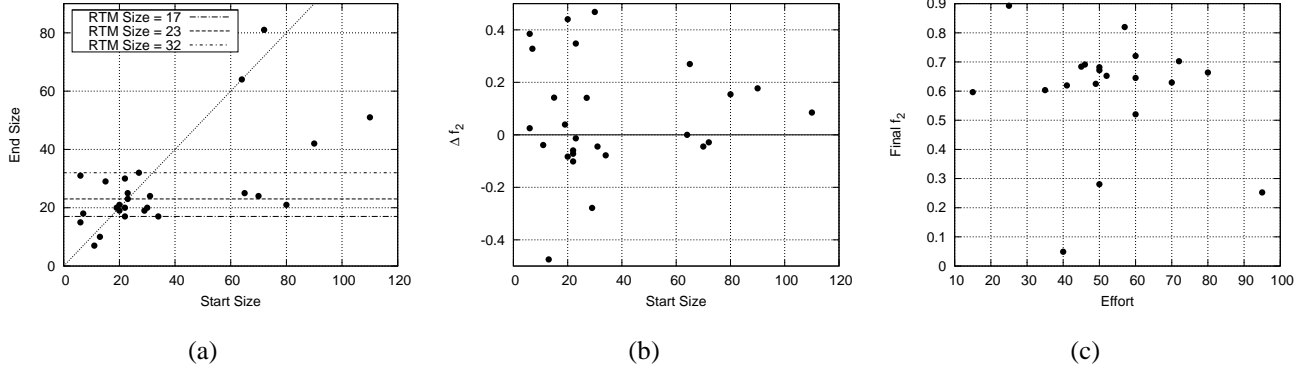 RTM Size = 17
RTM Size = 23
RTM Size = 32
80
60
40
20
0
End Size
0 20 40 60 80 100 120
Start Size
(a)
0.4
0.2
0
-0.2
-0.4
Δ f2
0 20 40 60 80 100 120
Start Size
(b)
0.9
0.8
0.7
0.6
0.5
0.4
0.3
0.2
0.1
0
Final f2
10 20 30 40 50 60 70 80 90 100
Effort
(c)